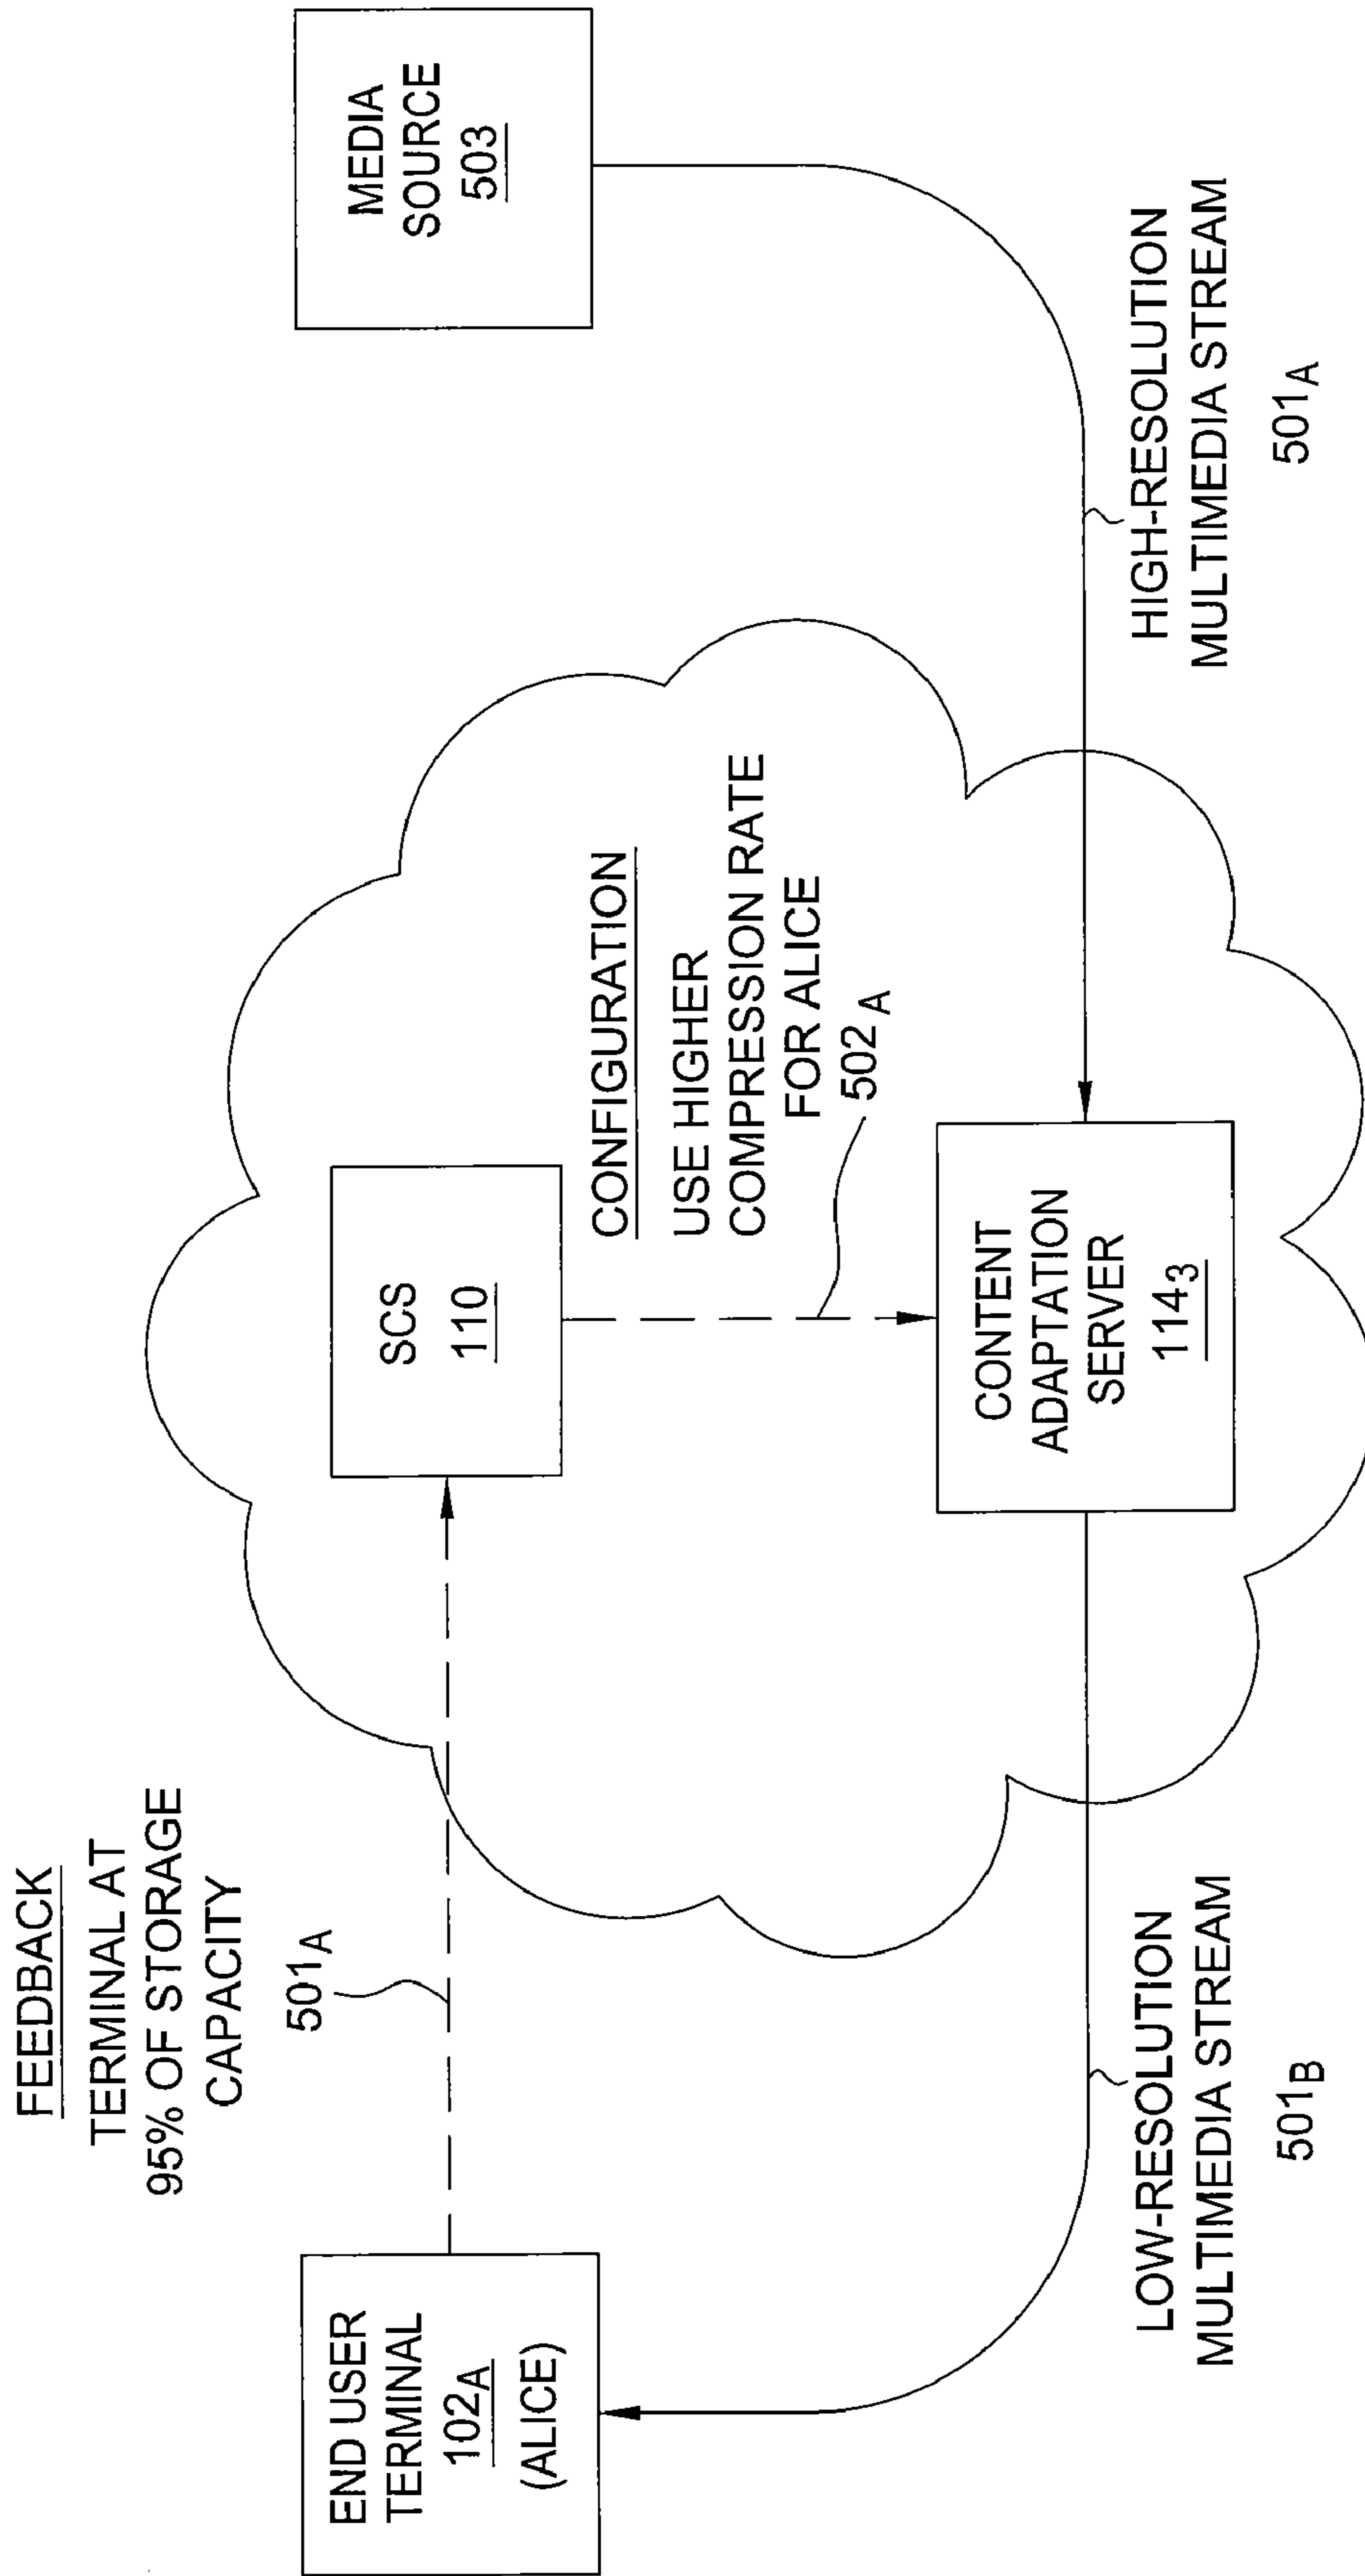 FEEDBACK
TERMINAL AT
95% OF STORAGE
CAPACITY
501A
END USER
TERMINAL
102A
(ALICE)
SCS
110
CONFIGURATION
USE HIGHER
COMPRESSION RATE
FOR ALICE
502A
CONTENT
ADAPTATION
SERVER
1143
MEDIA
SOURCE
503
LOW-RESOLUTION
MULTIMEDIA STREAM
501B
HIGH-RESOLUTION
MULTIMEDIA STREAM
501A